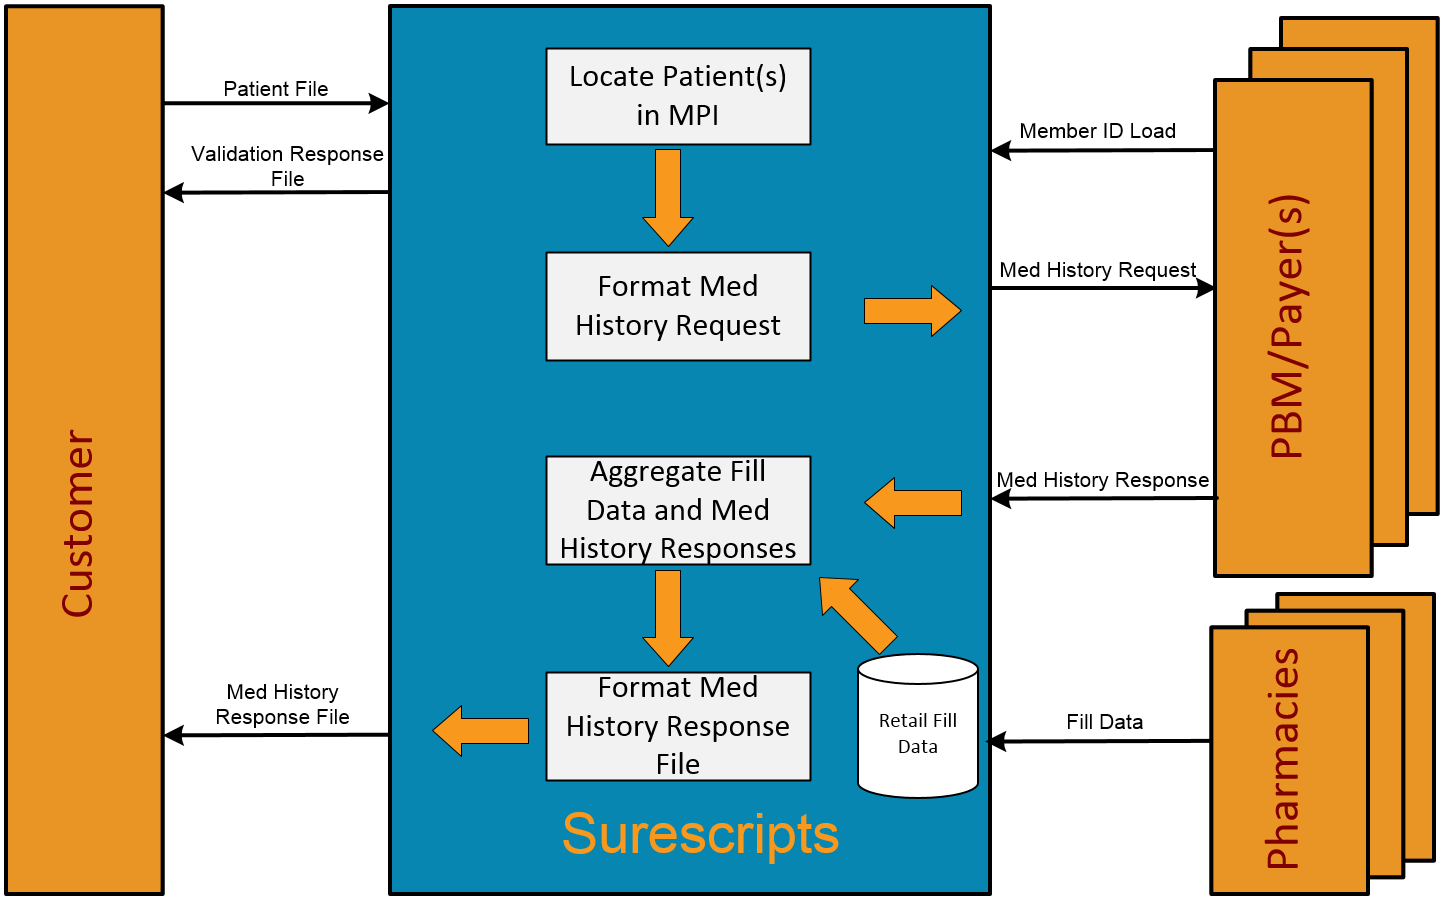 Customer
Patient File
Validation Response
File
Med History
Response File
Locate Patient(s)
in MPI
Format Med
History Request
Aggregate Fill
Data and Med
History Responses
Format Med
History Response
File
Retail Fill
Data
Surescripts
Member ID Load
Med History Request
Med History Response
Fill Data
PBM/Payer(s)
Pharmacies